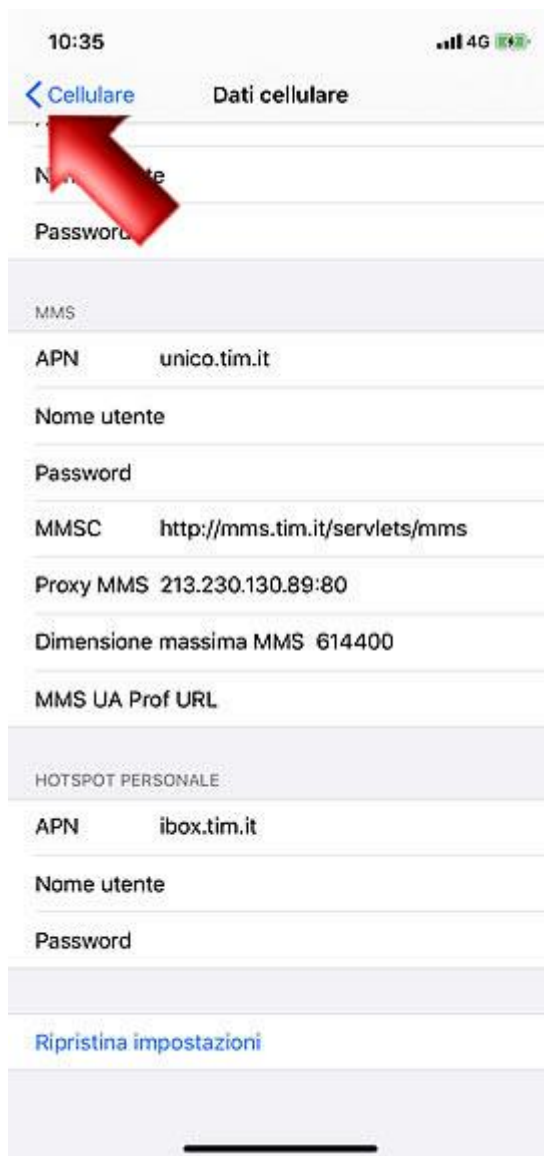 10:35 4G
Cellulare Dati cellulare
Password
MMS
APN unico.tim.it
Nome utente
Password
MMSC http://mms.tim.it/servlets/mms
Proxy MMS 213.230.130.89:80
Dimensione massima MMS 614400
MMS UA Prof URL
HOTSPOT PERSONALE
APN ibox.tim.it
Nome utente
Password
Ripristina impostazioni